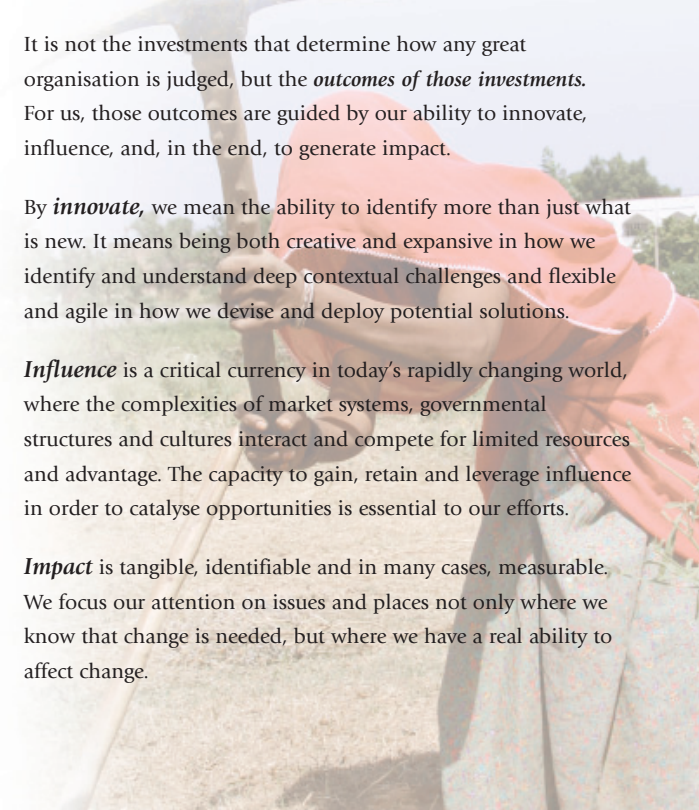 It is not the investments that determine how any great
organisation is judged, but the outcomes of those investments.
For us, those outcomes are guided by our ability to innovate,
influence, and, in the end, to generate impact.
By innovate, we mean the ability to identify more than just what
is new. It means being both creative and expansive in how we
identify and understand deep contextual challenges and flexible
and agile in how we devise and deploy potential solutions.
Influence is a critical currency in today's rapidly changing world,
where the complexities of market systems, governmental
structures and cultures interact and compete for limited resources
and advantage. The capacity to gain, retain and leverage influence
in order to catalyse opportunities is essential to our efforts.
Impact is tangible, identifiable and in many cases, measurable.
We focus our attention on issues and places not only where we
know that change is needed, but where we have a real ability to
affect change.